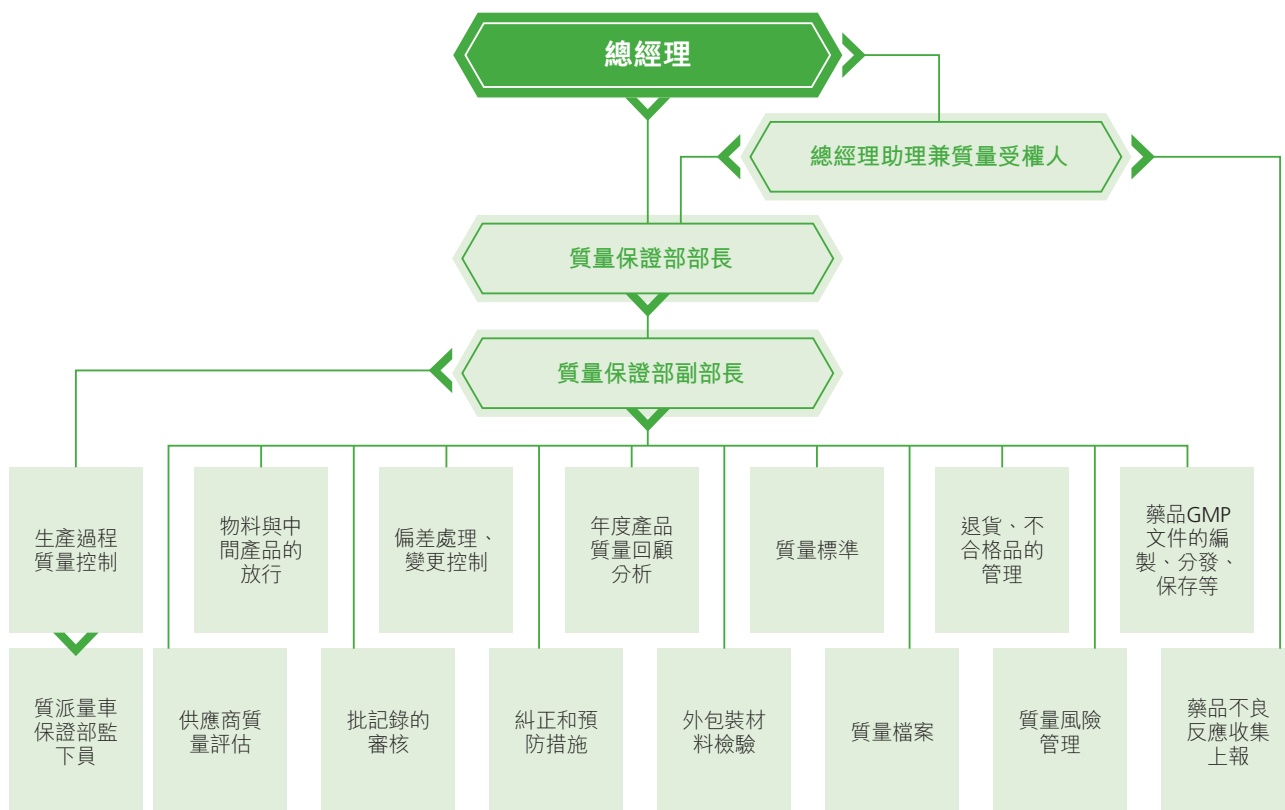 總經理
總經理助理兼質量受權人
質量保證部部長
質量保證部副部長
生產過程
質量控制
物料與中
間產品的
放行
偏差處理、
變更控制
年度產品
質量回顧
分析
質量標準
退貨、不
合格品的
管理
藥品GMP
文件的編
製、分發、
保存等
質派量車
保證部監
下員
供應商質
量評估
批記錄的
審核
糾正和預
防措施
外包裝材
料檢驗
質量檔案
質量風險
管理
藥品不良
反應收集
上報